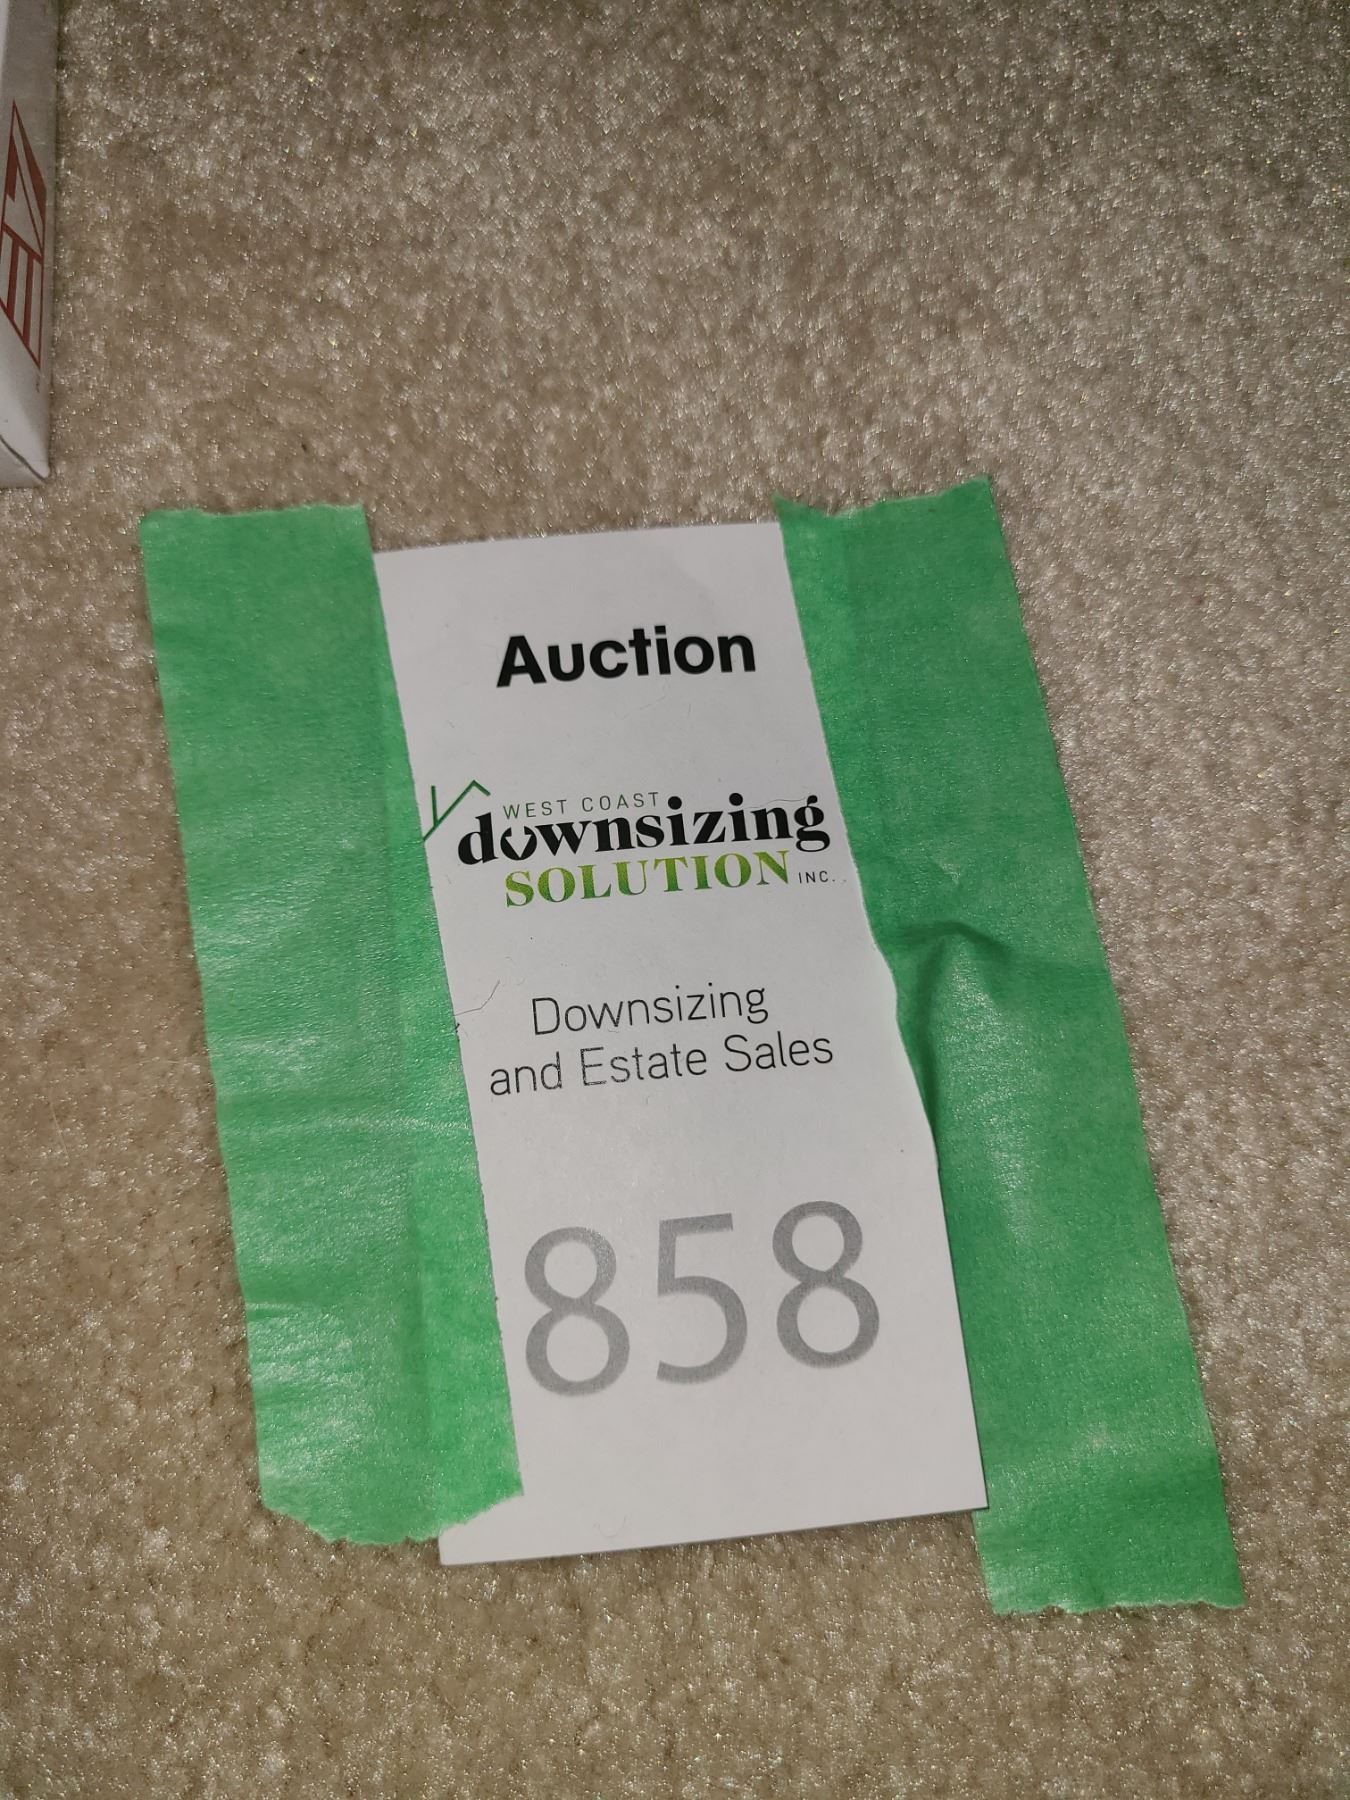 Auction
WEST COAST
downsizing
SOLUTION INC.
Downsizing
and Estate Sales
858